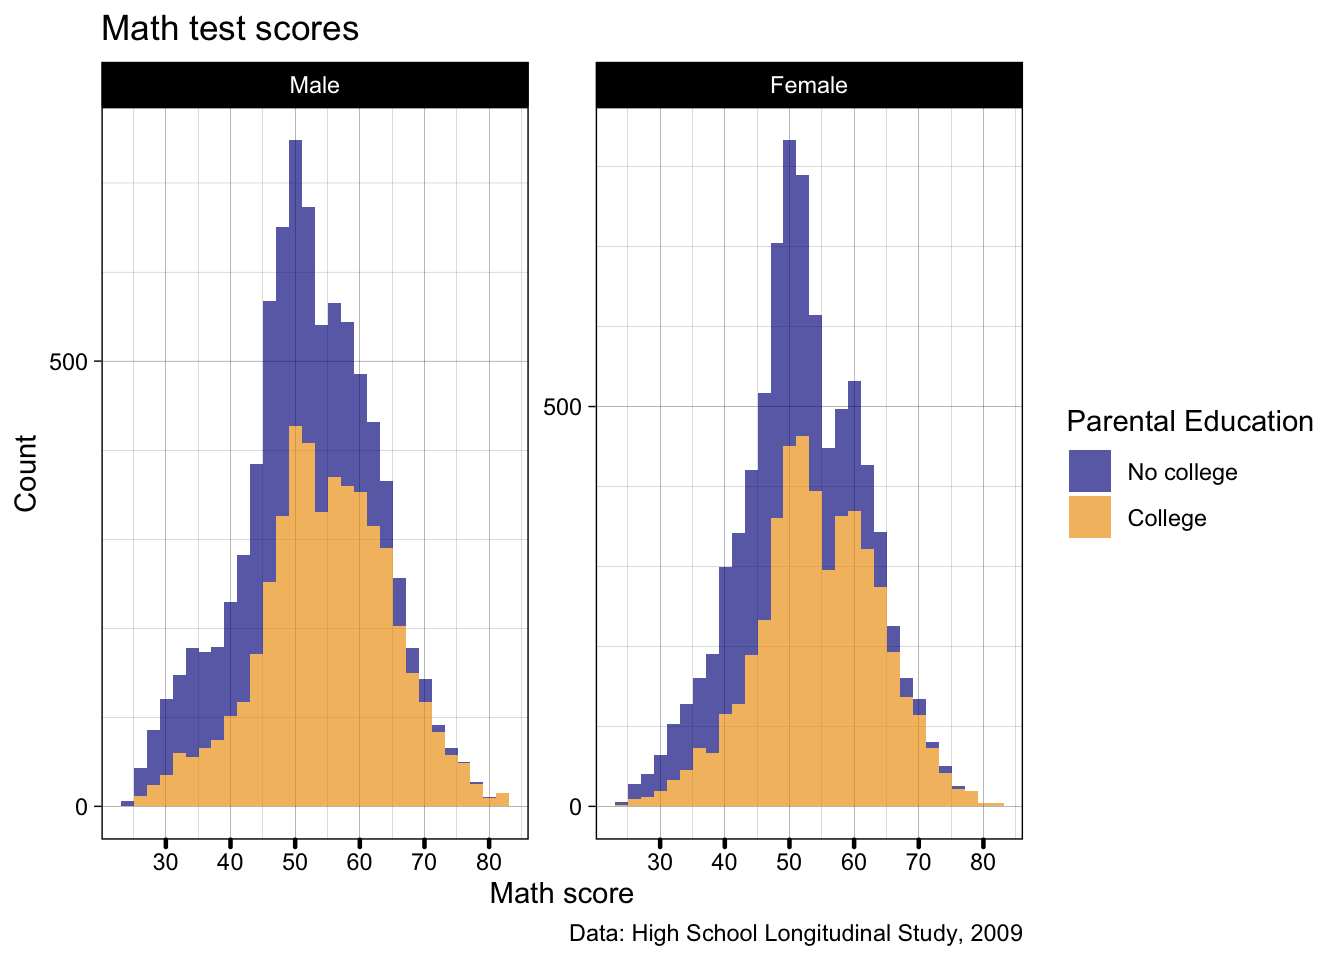 Math test scores
Male
Female
Count
500
0
500
0
30 40 50 60 70 80
30 40 50 60 70 80
Math score
Parental Education
No college
College
Data: High School Longitudinal Study, 2009